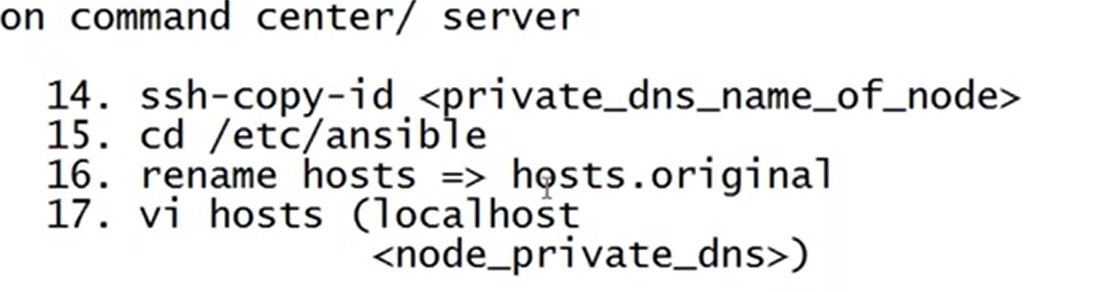 on command center/ server
14. ssh-copy-id <private_dns_name_of_node>
15. cd /etc/ansible
16. rename hosts => hosts.original
17. vi hosts (localhost
<node_private_dns>)